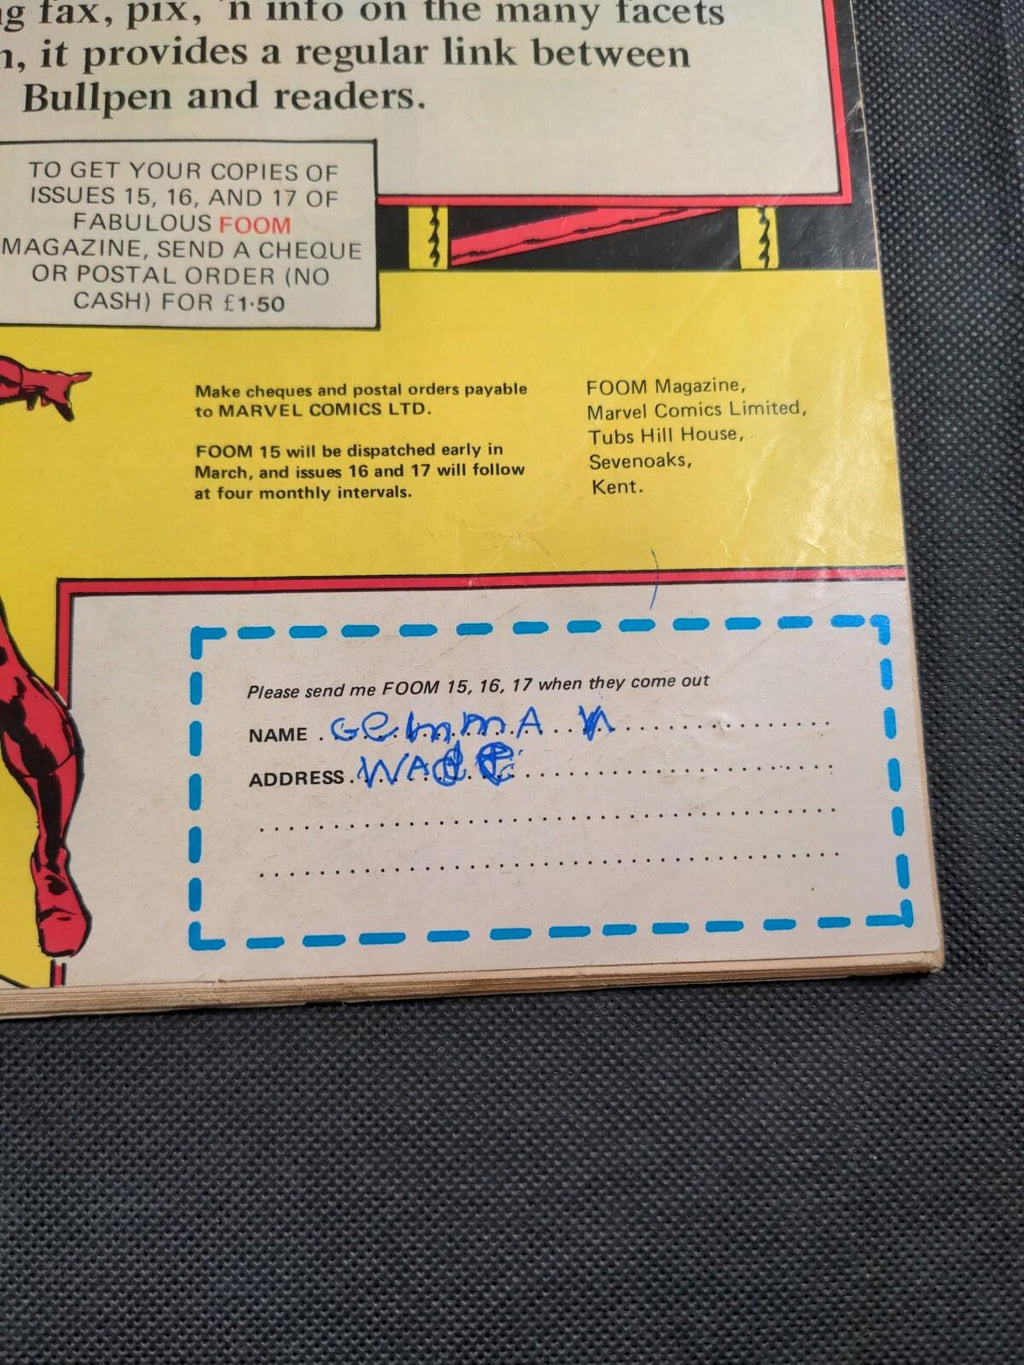 g fax, pix, 'n info on the many facets
n, it provides a regular link between
Bullpen and readers.
TO GET YOUR COPIES OF
ISSUES 15, 16, AND 17 OF
FABULOUS FOOM
MAGAZINE, SEND A CHEQUE
OR POSTAL ORDER (NO
CASH) FOR £1·50
Make cheques and postal orders payable
to MARVEL COMICS LTD.
FOOM 15 will be dispatched early in
March, and issues 16 and 17 will follow
at four monthly intervals.
FOOM Magazine,
Marvel Comics Limited,
Tubs Hill House,
Sevenoaks,
Kent.
Please send me FOOM 15, 16, 17 when they come out
NAME GemmA
ADDRESS